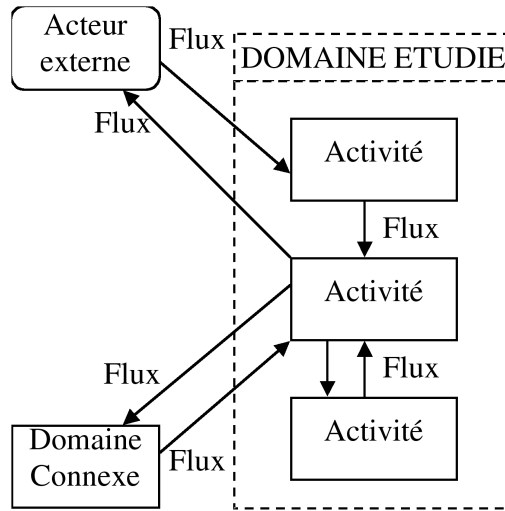 Acteur
externe
Flux
DOMAINE ETUDIE
Flux
Activité
Flux
Activité
Flux
Flux
Activité
Domaine
Connexe
Flux